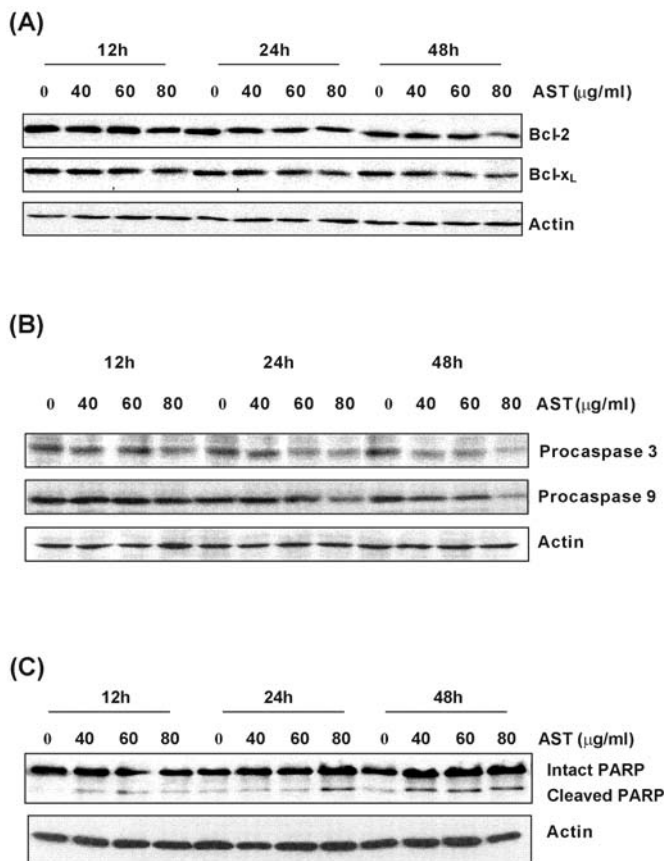 (A)
12h 24h 48h
0 40 60 80 0 40 60 80 0 40 60 80 AST (μg/ml)
Bcl-2
Bcl-xL
Actin
(B)
12h 24h 48h
0 40 60 80 0 40 60 80 0 40 60 80 AST (μg/ml)
Procaspase 3
Procaspase 9
Actin
(C)
12h 24h 48h
0 40 60 80 0 40 60 80 0 40 60 80 AST (μg/ml)
Intact PARP
Cleaved PARP
Actin